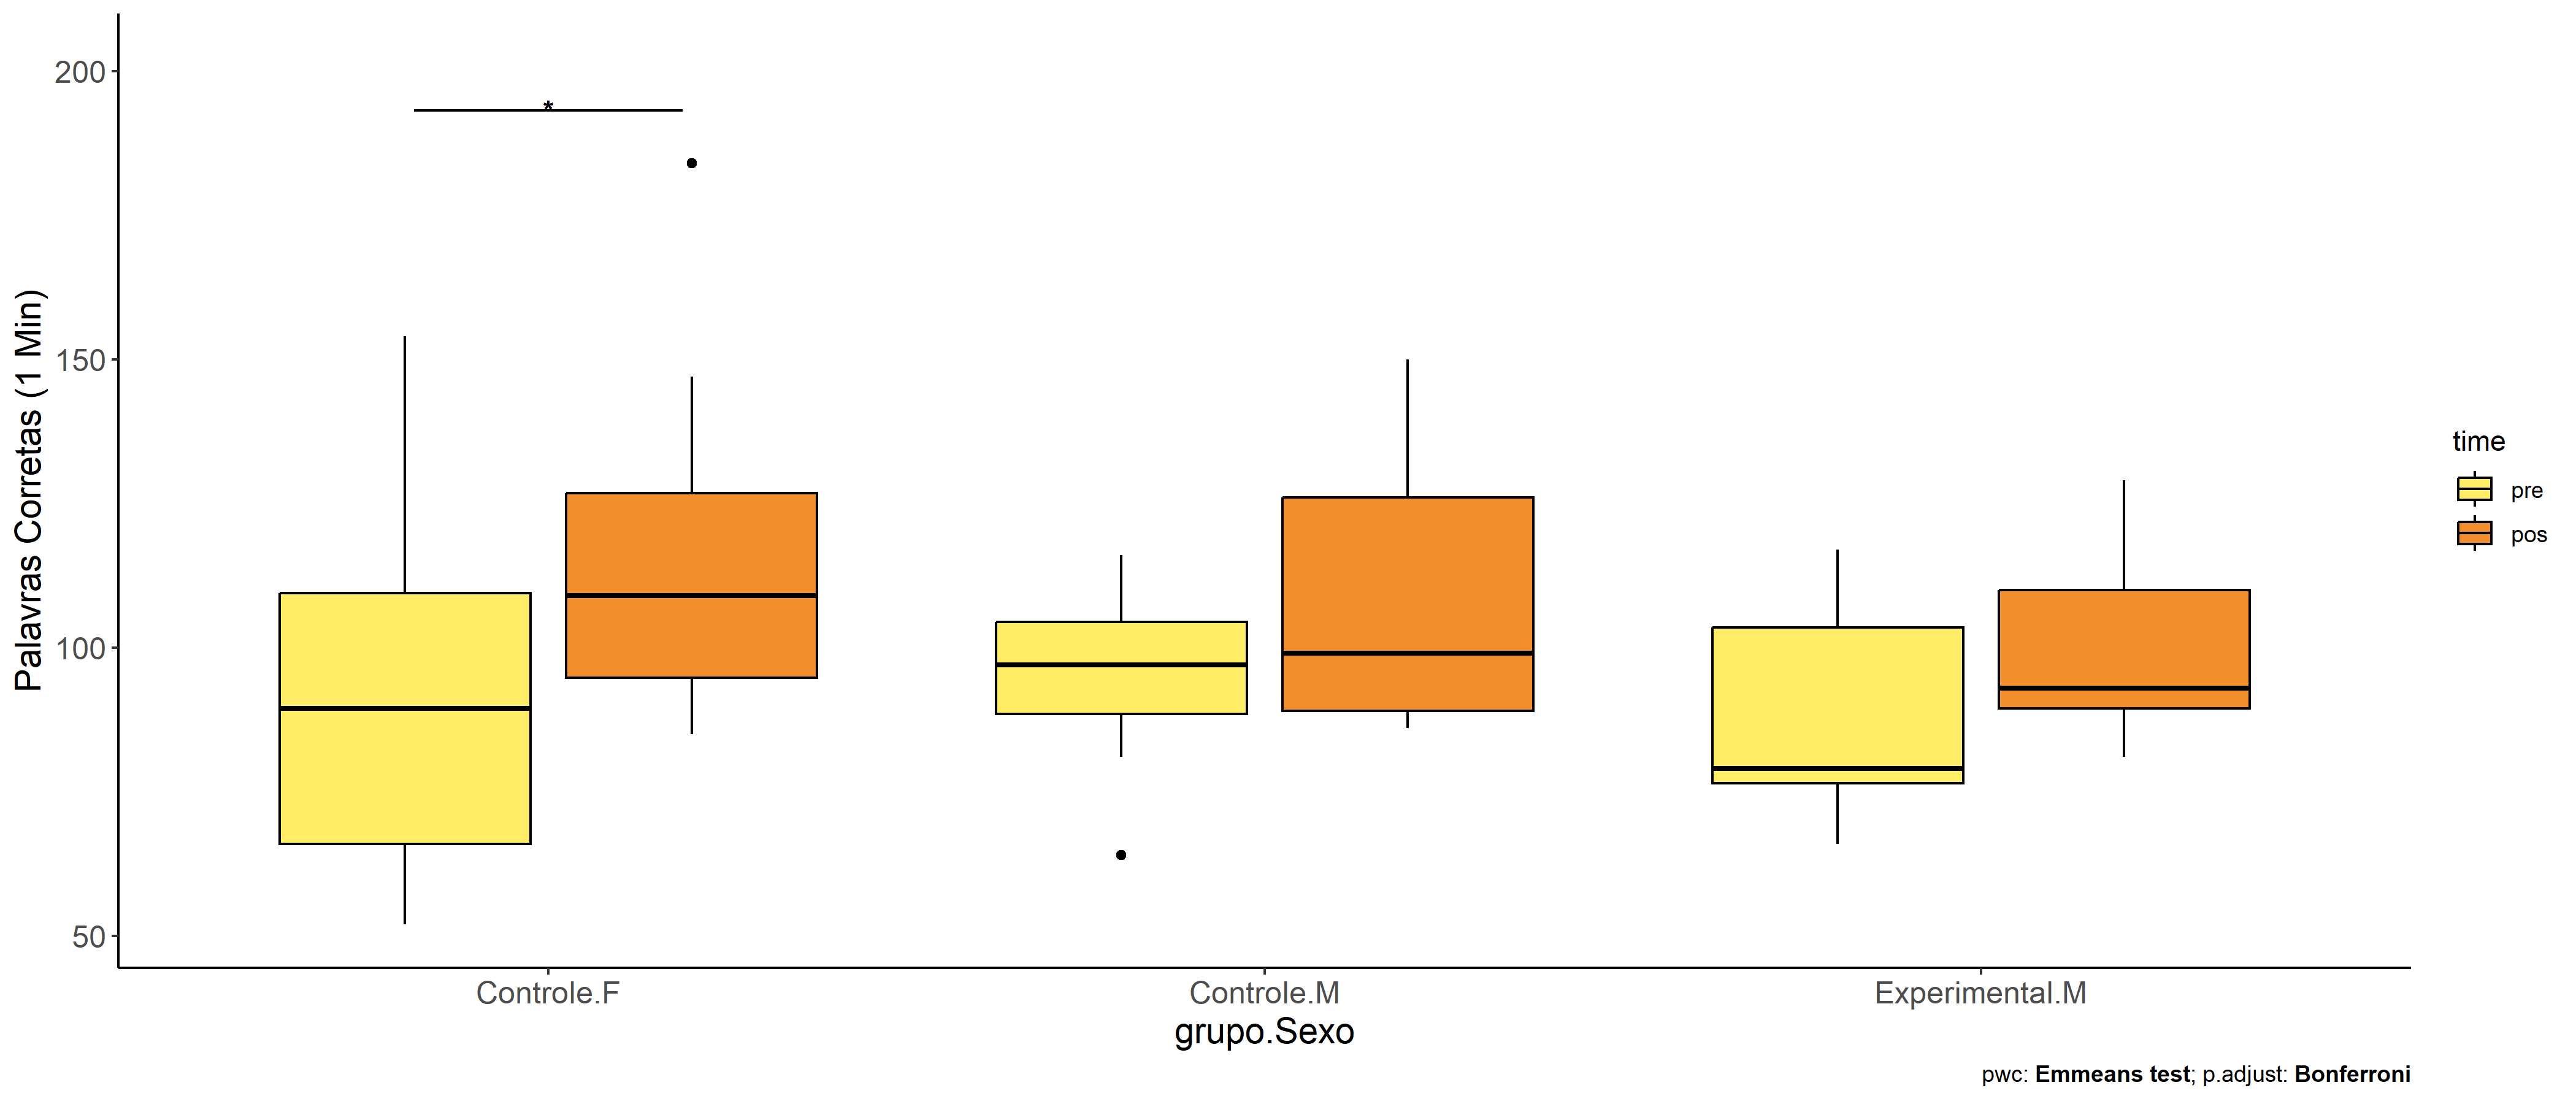 200
150
100
50
Palavras Corretas (1 Min)
*
Controle.F
Controle.M
Experimental.M
grupo.Sexo
time
pre
pos
pwc: Emmeans test; p.adjust: Bonferroni